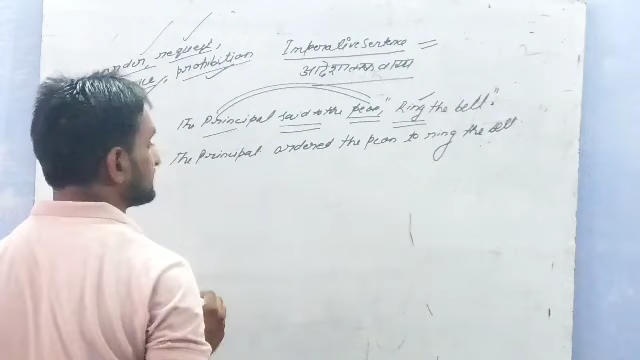 request,
prohibition
Imperative Sentence
आदेशात्मक वाक्य
The Principal said to the peon, "Ring the bell."
The Principal ordered the peon to ring the bell